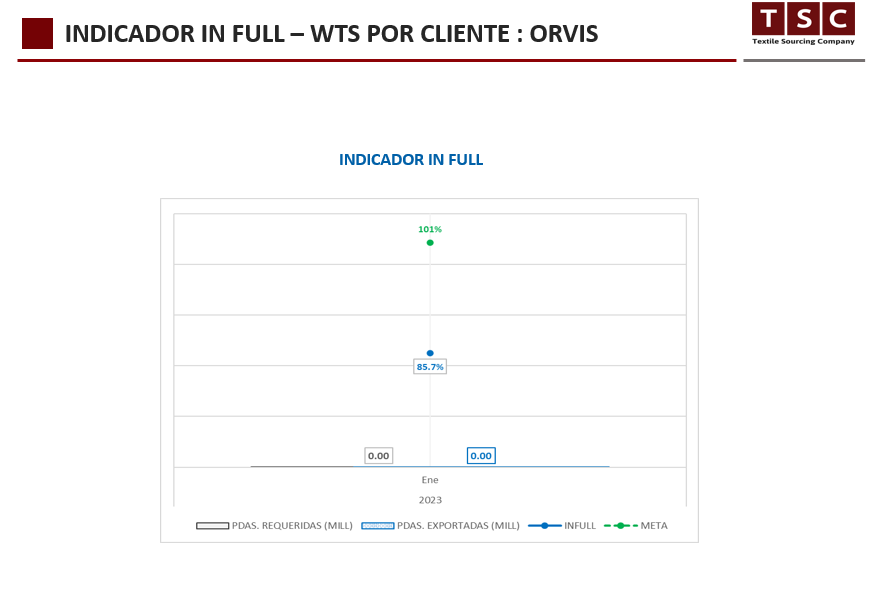 INDICADOR IN FULL – WTS POR CLIENTE : ORVIS
TSC
Textile Sourcing Company
INDICADOR IN FULL
101%
85.7%
0.00 0.00
Ene
2023
PDAS. REQUERIDAS (MILL) PDAS. EXPORTADAS (MILL) INFULL META